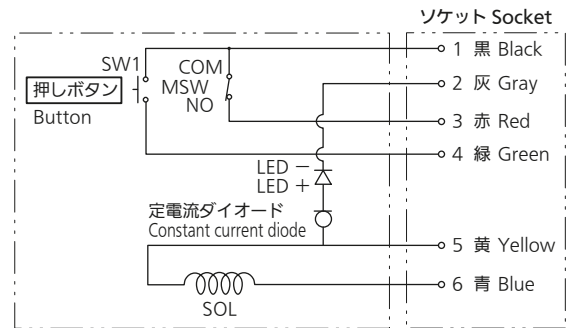 ソケット Socket
1 黒 Black
SW1
COM
MSW
NO
押しボタン
Button
2 灰 Gray
3 赤 Red
4 緑 Green
LED −
LED +
定電流ダイオード
Constant current diode
5 黄 Yellow
6 青 Blue
SOL